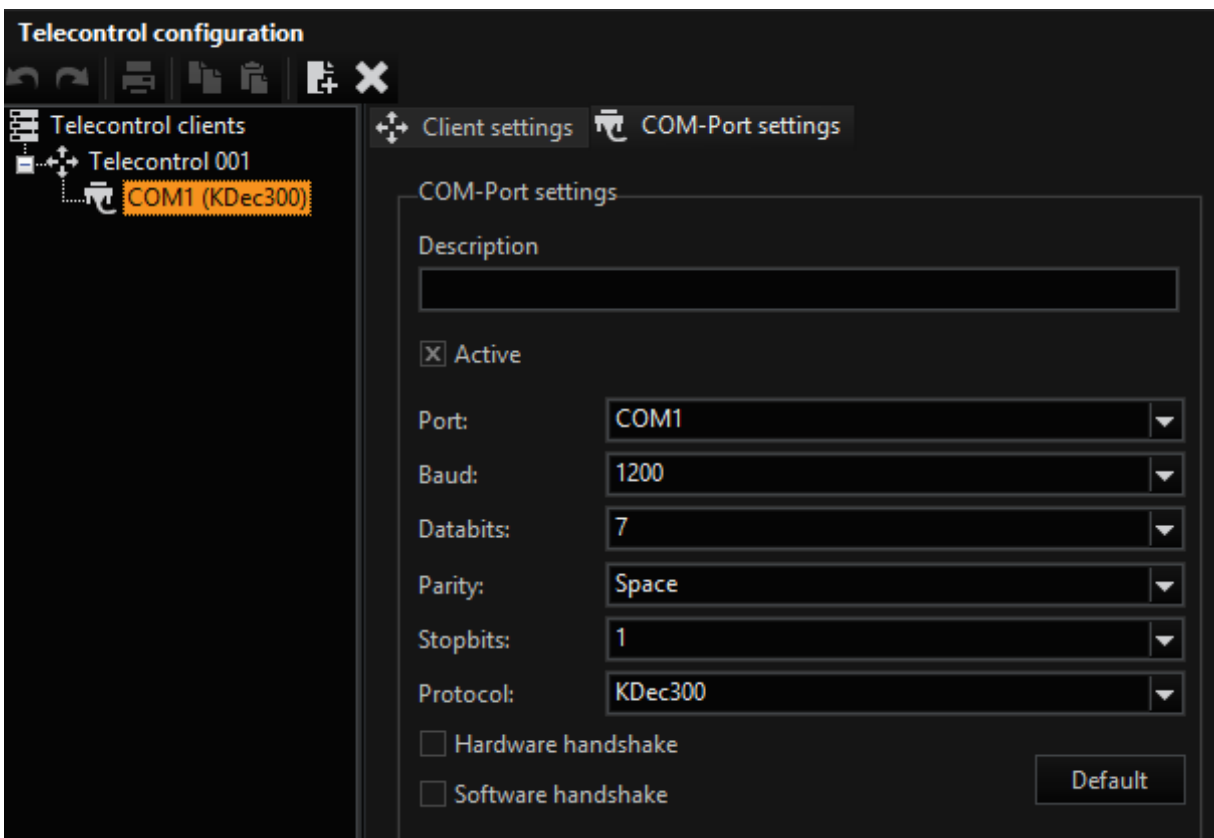 Telecontrol configuration
Telecontrol clients
Telecontrol 001
COM1 (KDec300)
Client settings
COM-Port settings
COM-Port settings
Description
Active
Port: COM1
Baud: 1200
Databits: 7
Parity: Space
Stopbits: 1
Protocol: KDec300
Hardware handshake
Software handshake
Default